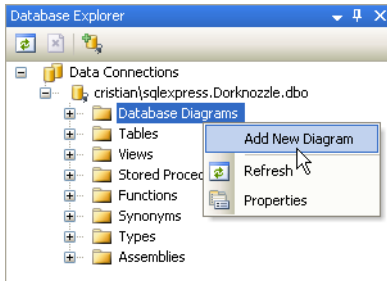 Database Explorer
Data Connections
cristian\sqlexpress.Dorknozzle.dbo
Database Diagrams
Tables
Add New Diagram
Views
Stored Proced
Refresh
Functions
Properties
Synonyms
Types
Assemblies